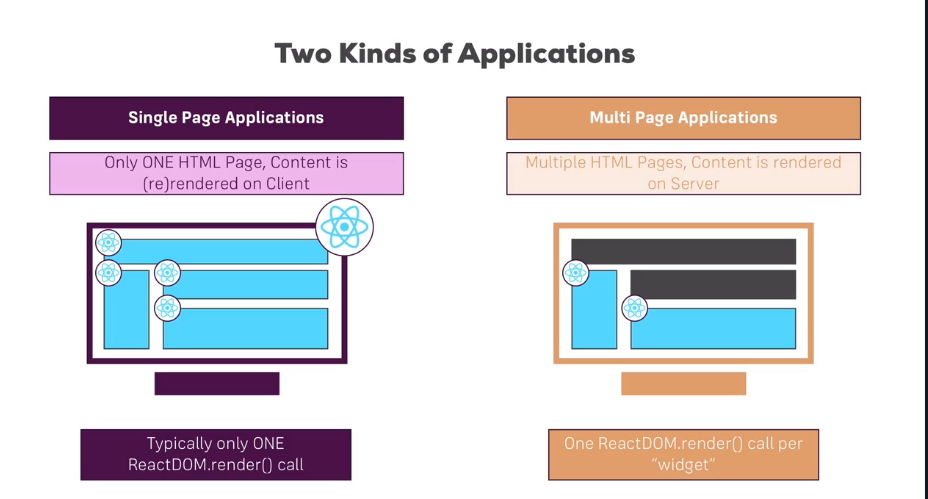 Two Kinds of Applications
Single Page Applications
Multi Page Applications
Only ONE HTML Page, Content is
(re)rendered on Client
Multiple HTML Pages, Content is rendered
on Server
Typically only ONE
ReactDOM.render() call
One ReactDOM.render() call per
“widget”